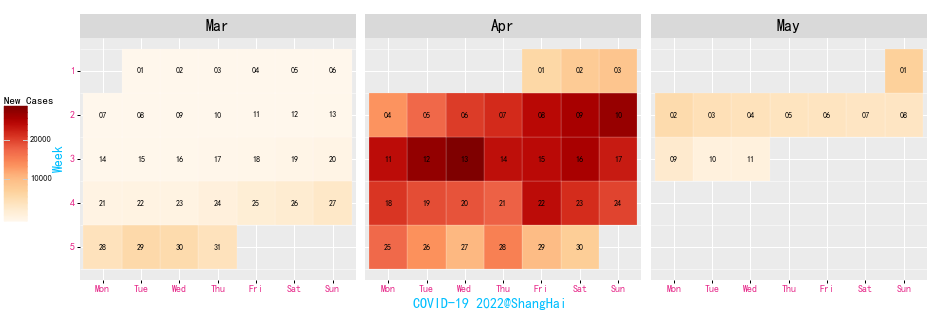 Mar Apr May
1 01 02 03 04 05 06 01 02 03 01
New Cases
2 07 08 09 10 11 12 13 04 05 06 07 08 09 10 02 03 04 05 06 07 08
20000
Week
3 14 15 16 17 18 19 20 11 12 13 14 15 16 17 09 10 11
10000
4 21 22 23 24 25 26 27 18 19 20 21 22 23 24
5 28 29 30 31 25 26 27 28 29 30
Mon Tue Wed Thu Fri Sat Sun Mon Tue Wed Thu Fri Sat Sun Mon Tue Wed Thu Fri Sat Sun
COVID-19 2022@ShangHai